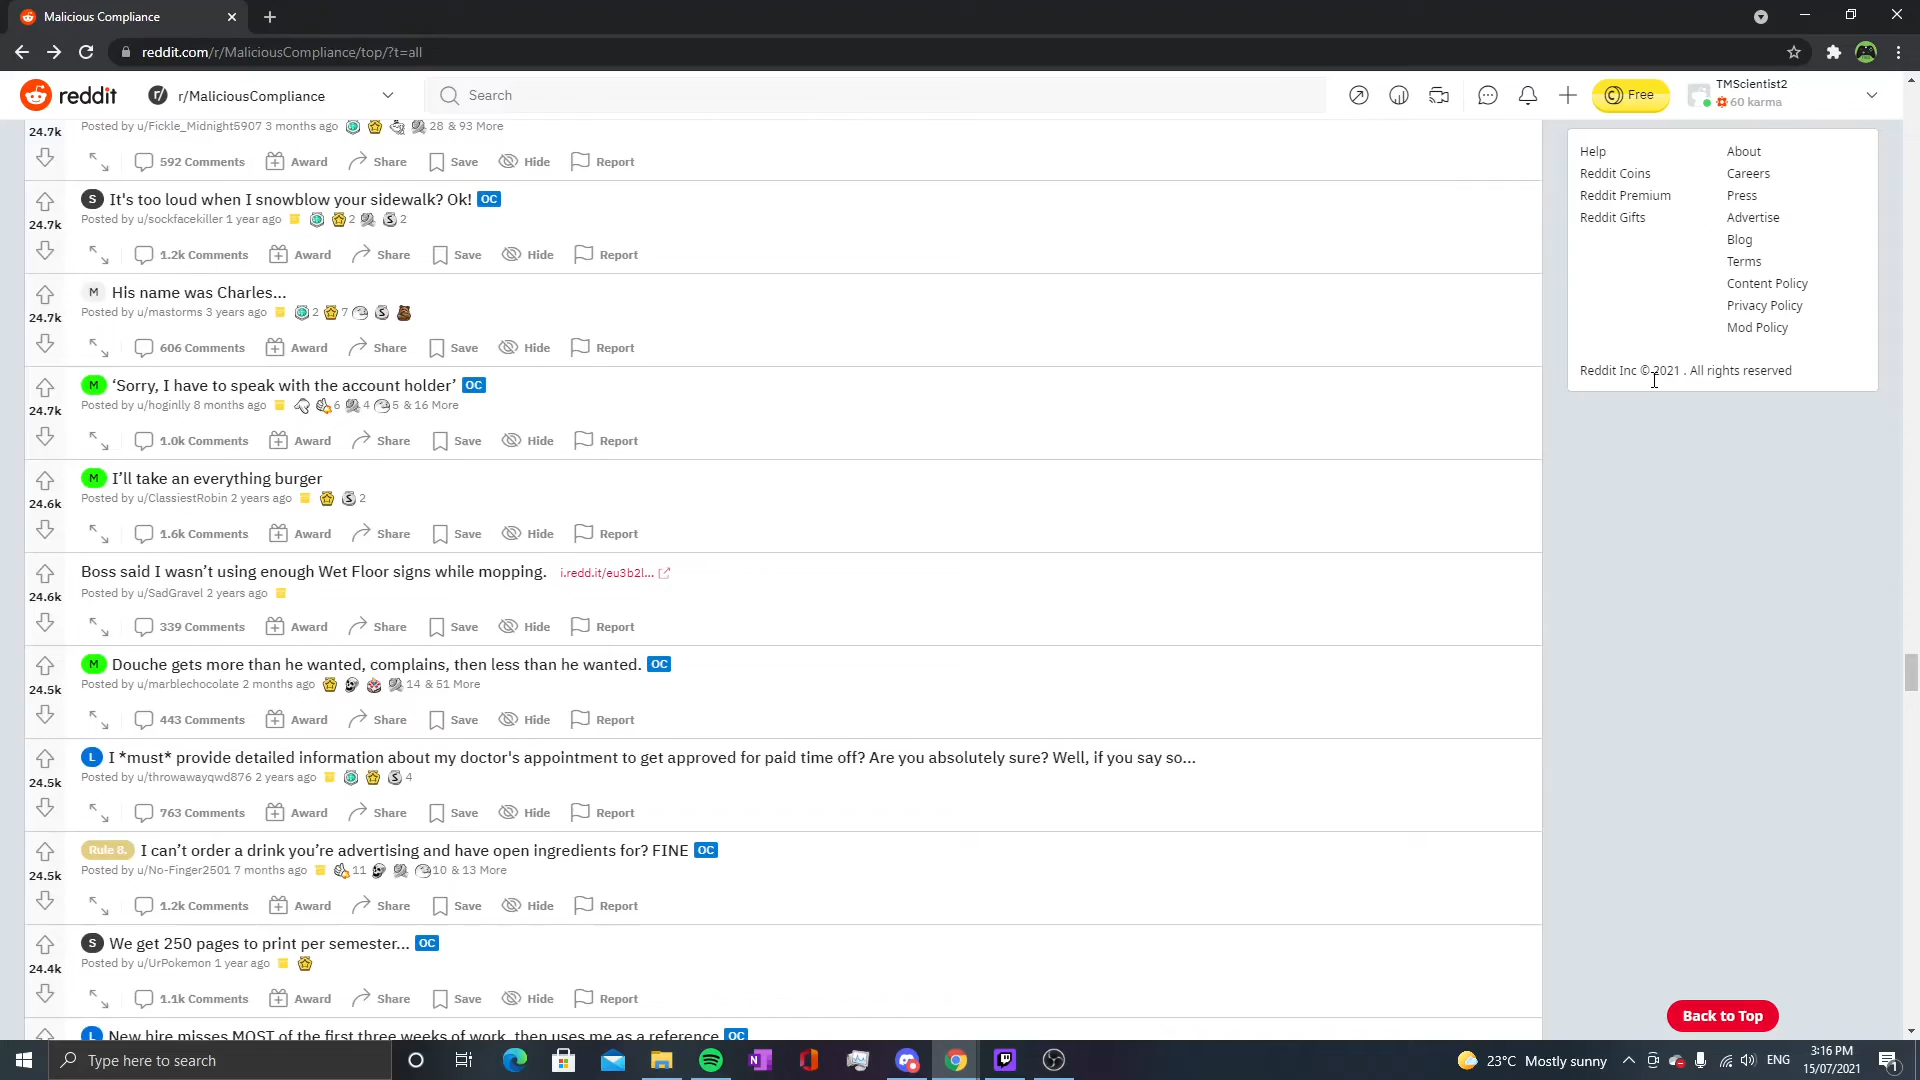 Malicious Compliance
reddit.com/r/MaliciousCompliance/top/?t=all
reddit r/MaliciousCompliance Search Free TMScientist2
60 karma
24.7k Posted by u/Fickle_Midnight5907 3 months ago 28 & 93 More
592 Comments Award Share Save Hide Report
S It's too loud when I snowblow your sidewalk? Ok! OC
24.7k Posted by u/sockfacekiller 1 year ago 2 S 2
1.2k Comments Award Share Save Hide Report
M His name was Charles...
24.7k Posted by u/mastorms 3 years ago 2 7 S
606 Comments Award Share Save Hide Report
M ‘Sorry, I have to speak with the account holder’ OC
24.7k Posted by u/hoginlly 8 months ago 6 4 5 & 16 More
1.0k Comments Award Share Save Hide Report
M I’ll take an everything burger
24.6k Posted by u/ClassiestRobin 2 years ago S 2
1.6k Comments Award Share Save Hide Report
Boss said I wasn’t using enough Wet Floor signs while mopping. i.redd.it/eu3b2l...
24.6k Posted by u/SadGravel 2 years ago
339 Comments Award Share Save Hide Report
M Douche gets more than he wanted, complains, then less than he wanted. OC
24.5k Posted by u/marblechocolate 2 months ago 14 & 51 More
443 Comments Award Share Save Hide Report
L I *must* provide detailed information about my doctor's appointment to get approved for paid time off? Are you absolutely sure? Well, if you say so...
24.5k Posted by u/throwawayqwd876 2 years ago S 4
763 Comments Award Share Save Hide Report
Rule 8. I can’t order a drink you’re advertising and have open ingredients for? FINE OC
24.5k Posted by u/No-Finger2501 7 months ago 11 10 & 13 More
1.2k Comments Award Share Save Hide Report
S We get 250 pages to print per semester... OC
24.4k Posted by u/UrPokemon 1 year ago
1.1k Comments Award Share Save Hide Report
L New hire misses MOST of the first three weeks of work, then uses me as a reference OC
Help About
Reddit Coins Careers
Reddit Premium Press
Reddit Gifts Advertise
Blog
Terms
Content Policy
Privacy Policy
Mod Policy
Reddit Inc © 2021 . All rights reserved
Back to Top
Type here to search
23°C Mostly sunny ENG 3:16 PM
15/07/2021